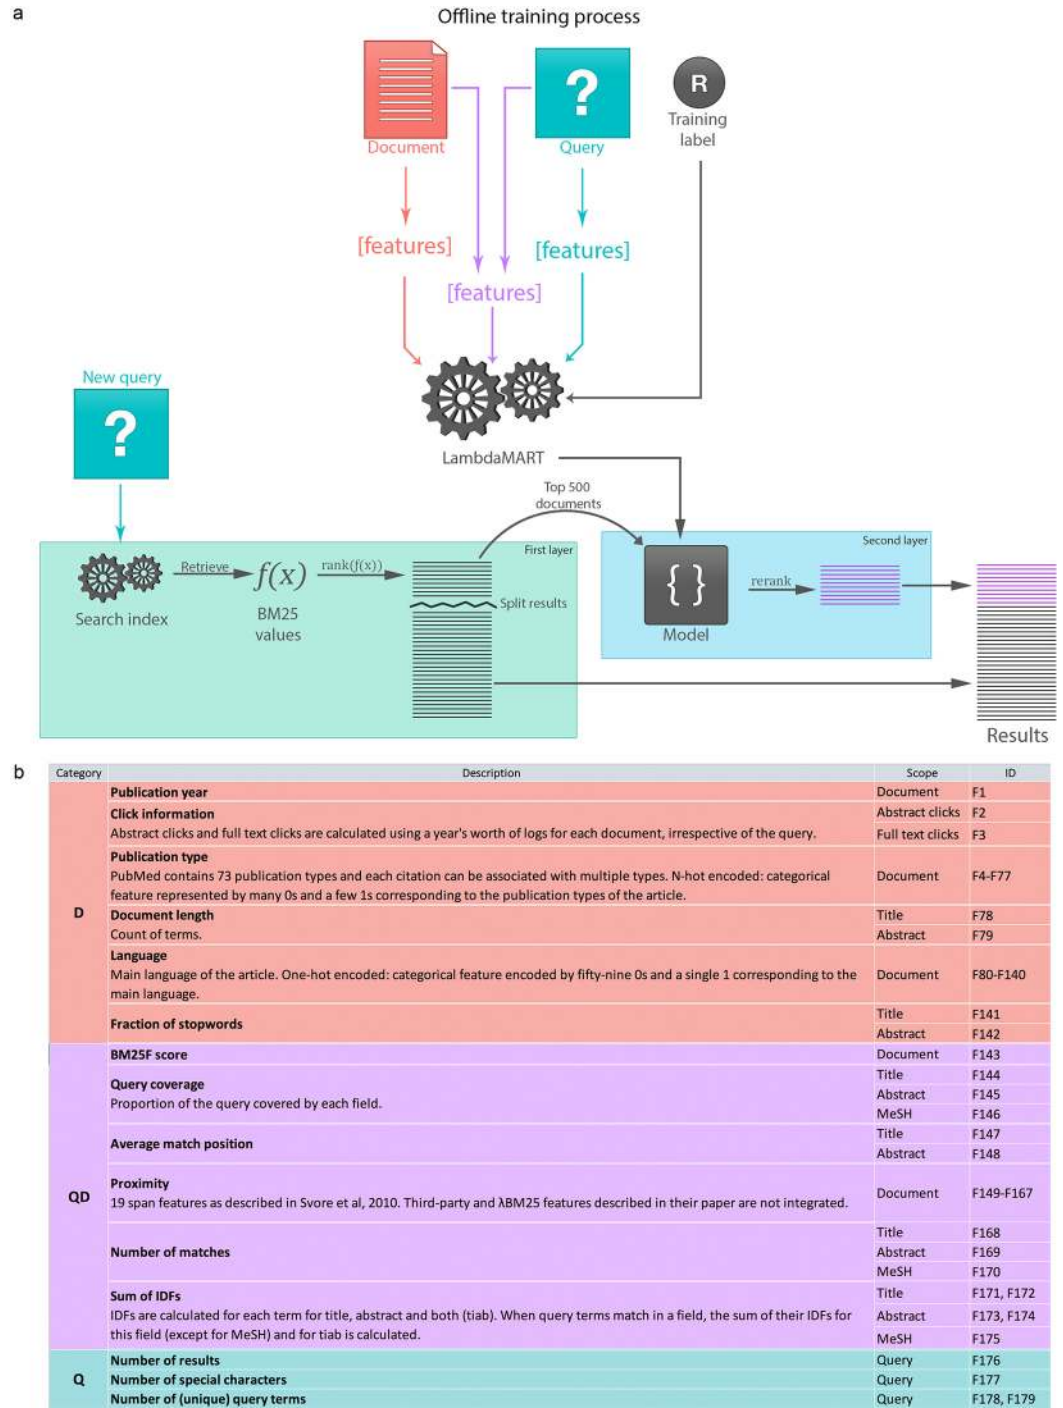 a
Offline training process
?
?
R
Document
Query
Training
label
[features]
[features]
[features]
New query
?
LambdaMART
Top 500
documents
First layer
Second layer
Retrieve
f(x)
rank(f(x))
Split results
{ }
rerank
Search index
BM25
values
Model
Results
b
Category Description Scope ID
D
Publication year Document F1
Click information Abstract clicks F2
Abstract clicks and full text clicks are calculated using a year's worth of logs for each document, irrespective of the query. Full text clicks F3
Publication type
PubMed contains 73 publication types and each citation can be associated with multiple types. N-hot encoded: categorical Document F4-F77
feature represented by many 0s and a few 1s corresponding to the publication types of the article.
Document length Title F78
Count of terms. Abstract F79
Language
Main language of the article. One-hot encoded: categorical feature encoded by fifty-nine 0s and a single 1 corresponding to the Document F80-F140
main language.
Fraction of stopwords Title F141
Abstract F142
QD
BM25F score Document F143
Query coverage Title F144
Proportion of the query covered by each field. Abstract F145
MeSH F146
Average match position Title F147
Abstract F148
Proximity
19 span features as described in Svore et al, 2010. Third-party and λBM25 features described in their paper are not integrated. Document F149-F167
Number of matches Title F168
Abstract F169
MeSH F170
Sum of IDFs Title F171, F172
IDFs are calculated for each term for title, abstract and both (tiab). When query terms match in a field, the sum of their IDFs for Abstract F173, F174
this field (except for MeSH) and for tiab is calculated. MeSH F175
Q
Number of results Query F176
Number of special characters Query F177
Number of (unique) query terms Query F178, F179